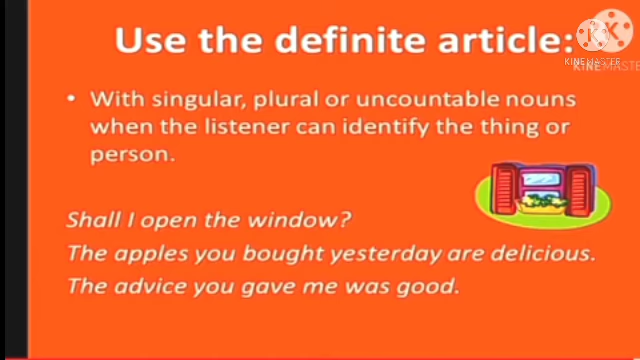 Use the definite article:
• With singular, plural or uncountable nouns
when the listener can identify the thing or
person.
Shall I open the window?
The apples you bought yesterday are delicious.
The advice you gave me was good.
KINEMASTER
KINEMASTER